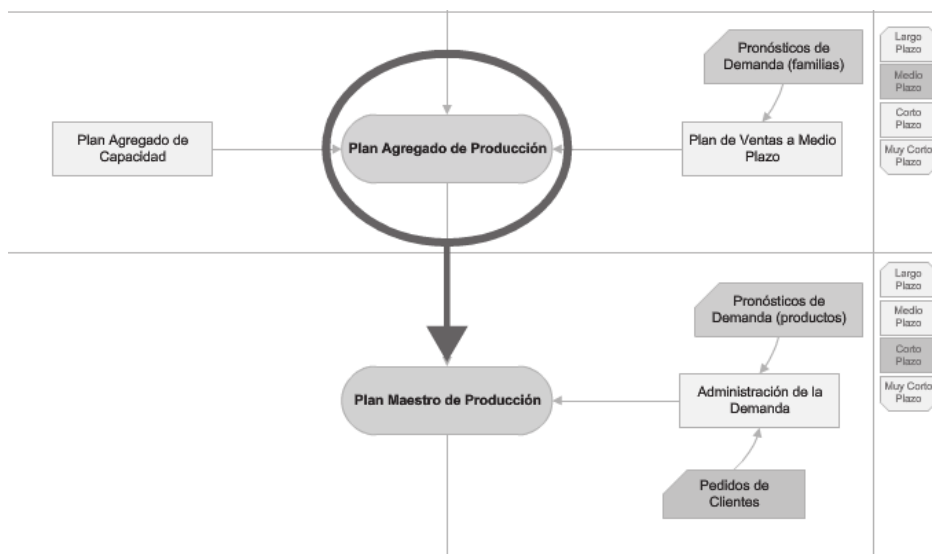 Pronósticos de
Demanda (familias)
Plan Agregado de
Capacidad
Plan Agregado de Producción
Plan de Ventas a Medio
Plazo
Largo
Plazo
Medio
Plazo
Corto
Plazo
Muy Corto
Plazo
Pronósticos de
Demanda (productos)
Plan Maestro de Producción
Administración de la
Demanda
Pedidos de
Clientes
Largo
Plazo
Medio
Plazo
Corto
Plazo
Muy Corto
Plazo